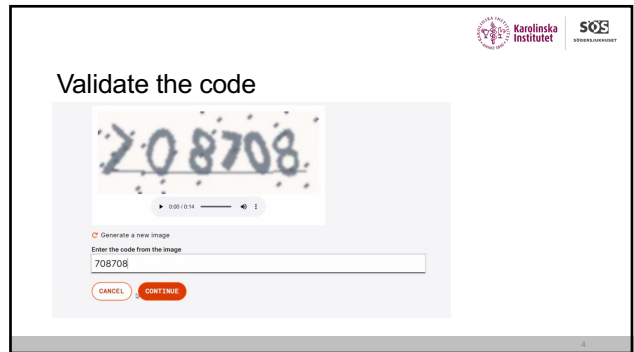 Karolinska
Institutet
SÖS
SÖDERSJUKHUSET
Validate the code
708708
0:00 / 0:14
Generate a new image
Enter the code from the image
708708
CANCEL
CONTINUE
4